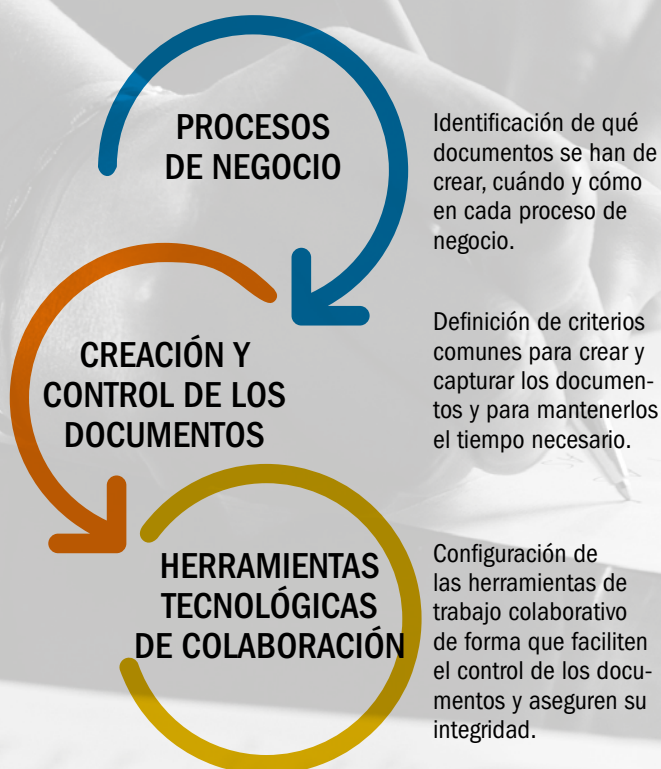 PROCESOS
DE NEGOCIO
Identificación de qué
documentos se han de
crear, cuándo y cómo
en cada proceso de
negocio.
CREACIÓN Y
CONTROL DE LOS
DOCUMENTOS
Definición de criterios
comunes para crear y
capturar los documen-
tos y para mantenerlos
el tiempo necesario.
HERRAMIENTAS
TECNOLÓGICAS
DE COLABORACIÓN
Configuración de
las herramientas de
trabajo colaborativo
de forma que faciliten
el control de los docu-
mentos y aseguren su
integridad.